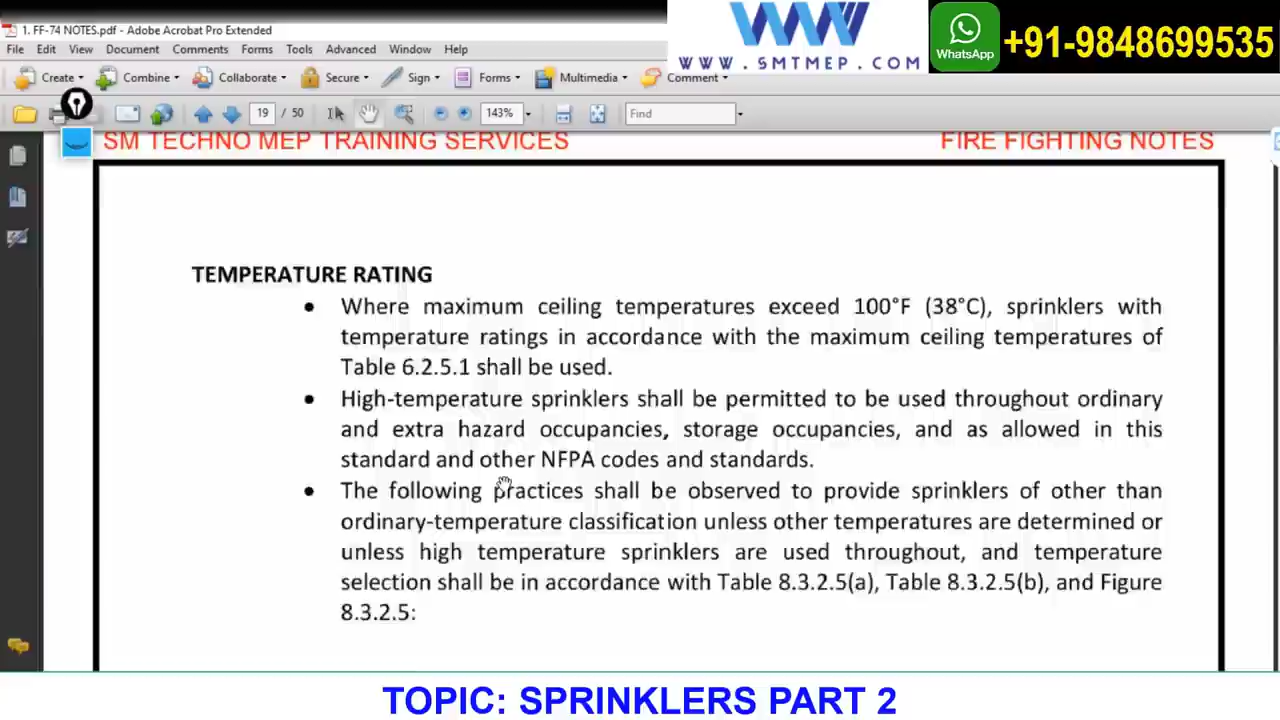 1. FF-74 NOTES.pdf - Adobe Acrobat Pro Extended
File Edit View Document Comments Forms Tools Advanced Window Help
WWW.SMTMEP.COM
WhatsApp
+91-9848699535
Create Combine Collaborate Secure Sign Forms Multimedia Comment
19 / 50 143% Find
SM TECHNO MEP TRAINING SERVICES FIRE FIGHTING NOTES
TEMPERATURE RATING
• Where maximum ceiling temperatures exceed 100°F (38°C), sprinklers with
temperature ratings in accordance with the maximum ceiling temperatures of
Table 6.2.5.1 shall be used.
• High-temperature sprinklers shall be permitted to be used throughout ordinary
and extra hazard occupancies, storage occupancies, and as allowed in this
standard and other NFPA codes and standards.
• The following practices shall be observed to provide sprinklers of other than
ordinary-temperature classification unless other temperatures are determined or
unless high temperature sprinklers are used throughout, and temperature
selection shall be in accordance with Table 8.3.2.5(a), Table 8.3.2.5(b), and Figure
8.3.2.5:
TOPIC: SPRINKLERS PART 2